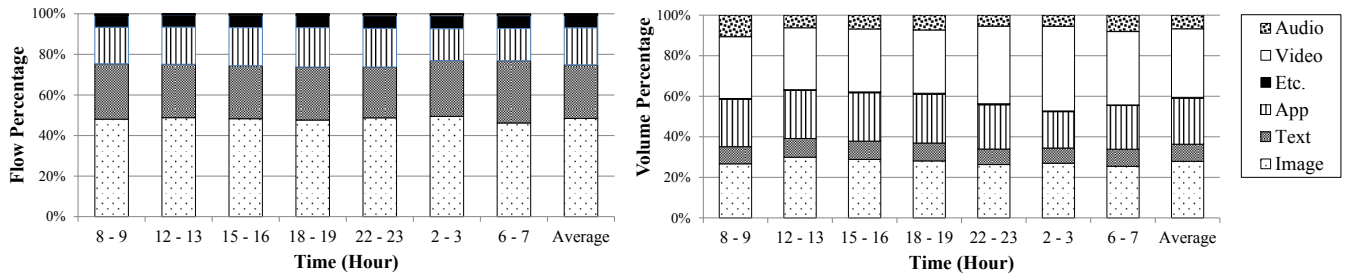 Flow Percentage
100%
80%
60%
40%
20%
0%
8 - 9 12 - 13 15 - 16 18 - 19 22 - 23 2 - 3 6 - 7 Average
Time (Hour)
Volume Percentage
100%
80%
60%
40%
20%
0%
8 - 9 12 - 13 15 - 16 18 - 19 22 - 23 2 - 3 6 - 7 Average
Time (Hour)
Audio
Video
Etc.
App
Text
Image